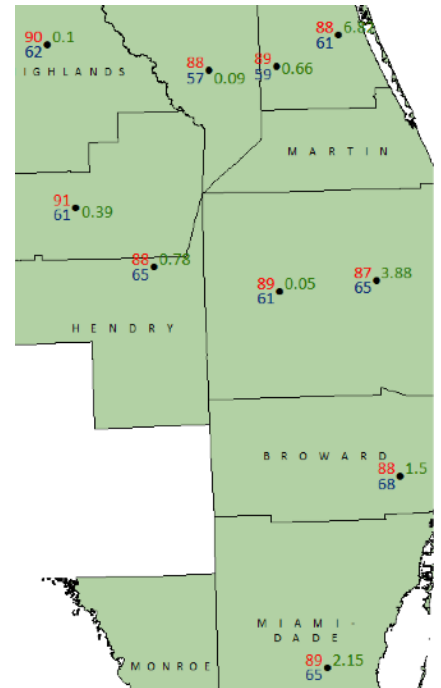 90 0.1
62
IGHLANDS
88
57 0.09
89
59 0.66
88
61
MARTIN
91
61 0.39
88 0.78
65
HENDRY
89 0.05
61
87 3.88
65
BROWARD
88 1.5
68
MIAMI-
DADE
89 2.15
65
MONROE